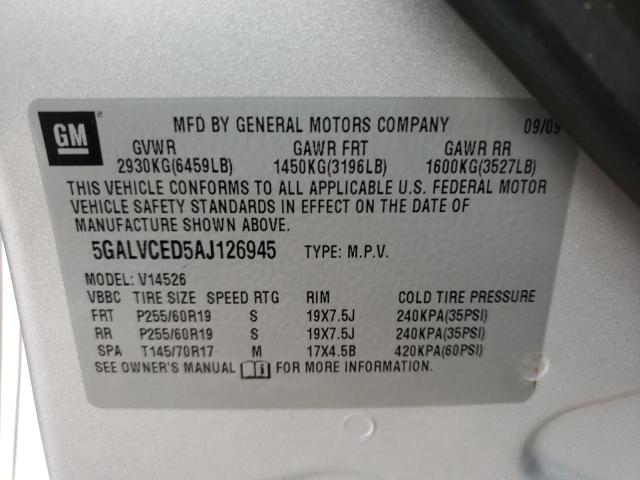 GM ®
MFD BY GENERAL MOTORS COMPANY 09/09
GVWR GAWR FRT GAWR RR
2930KG(6459LB) 1450KG(3196LB) 1600KG(3527LB)
THIS VEHICLE CONFORMS TO ALL APPLICABLE U.S. FEDERAL MOTOR
VEHICLE SAFETY STANDARDS IN EFFECT ON THE DATE OF
MANUFACTURE SHOWN ABOVE.
5GALVCED5AJ126945 TYPE: M.P.V.
MODEL: V14526
VBBC TIRE SIZE SPEED RTG RIM COLD TIRE PRESSURE
FRT P255/60R19 S 19X7.5J 240KPA(35PSI)
RR P255/60R19 S 19X7.5J 240KPA(35PSI)
SPA T145/70R17 M 17X4.5B 420KPA(60PSI)
SEE OWNER'S MANUAL i FOR MORE INFORMATION.